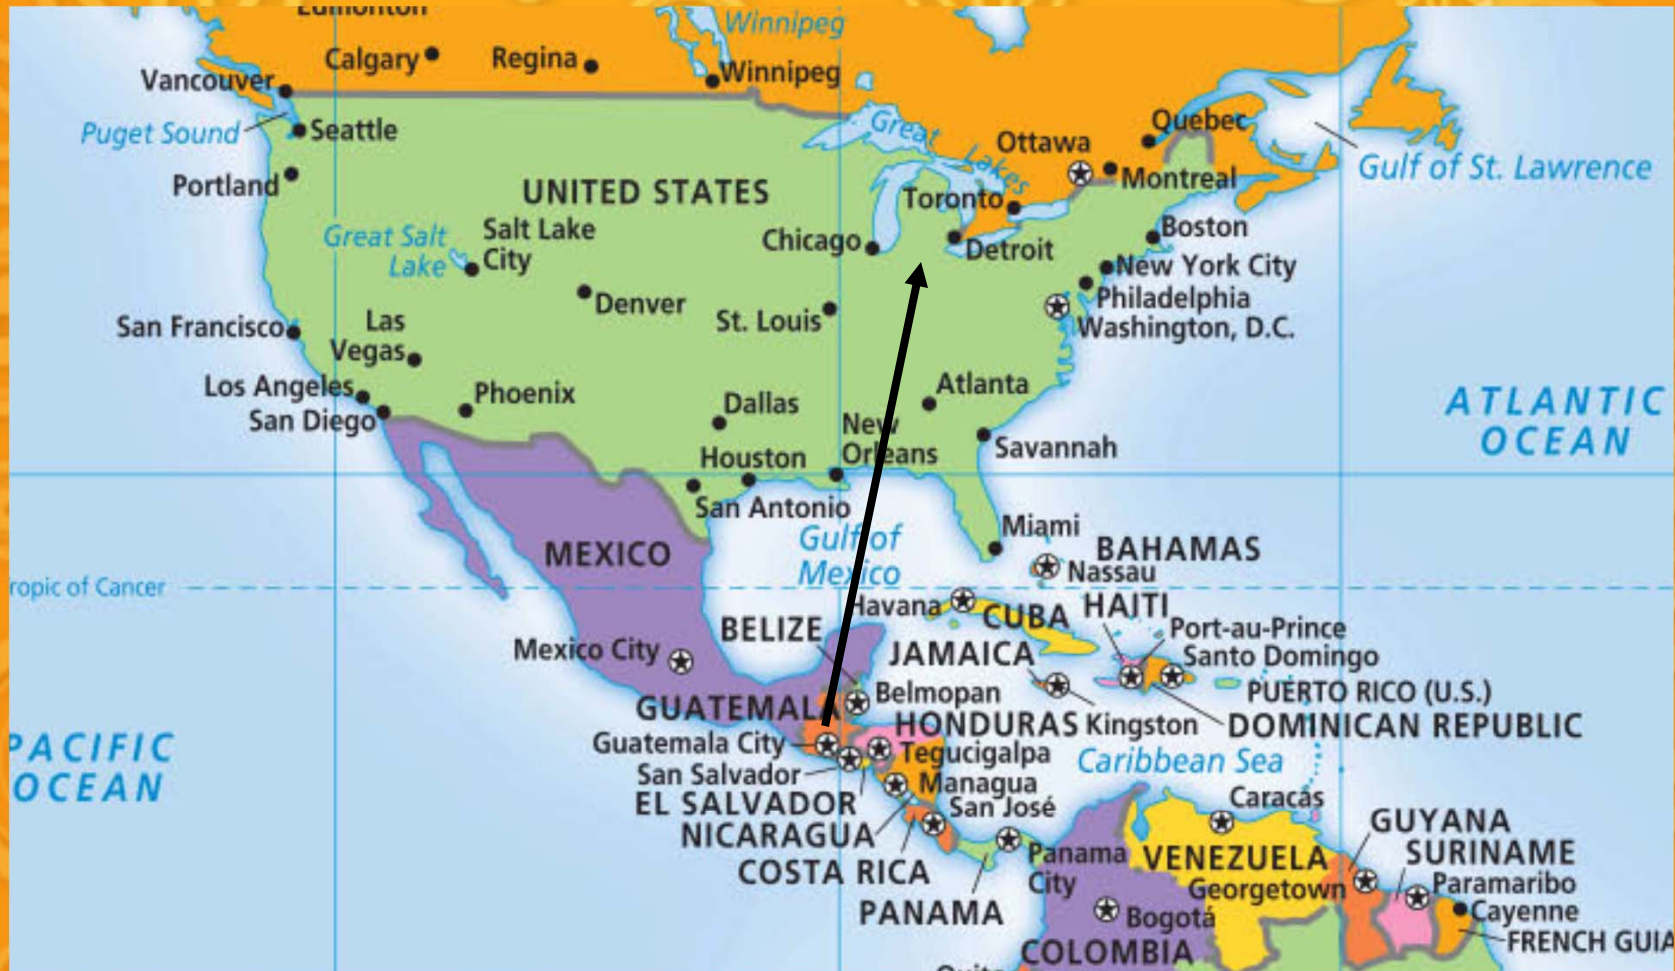 Edmonton
Winnipeg
Calgary
Regina
Winnipeg
Vancouver
Puget Sound
Seattle
Great Lakes
Ottawa
Quebec
Gulf of St. Lawrence
Portland
UNITED STATES
Toronto
Montreal
Great Salt
Lake
Salt Lake
City
Chicago
Detroit
Boston
New York City
Denver
Philadelphia
San Francisco
Las
Vegas
St. Louis
Washington, D.C.
Los Angeles
Phoenix
Atlanta
San Diego
Dallas
New
Orleans
ATLANTIC
OCEAN
Houston
Savannah
San Antonio
Miami
Gulf of
Mexico
MEXICO
BAHAMAS
Nassau
ropic of Cancer
Havana
CUBA
HAITI
BELIZE
Port-au-Prince
Mexico City
JAMAICA
Santo Domingo
Belmopan
PUERTO RICO (U.S.)
GUATEMALA
HONDURAS
Kingston
DOMINICAN REPUBLIC
Guatemala City
Tegucigalpa
Caribbean Sea
PACIFIC
OCEAN
San Salvador
Managua
EL SALVADOR
San José
Caracas
NICARAGUA
GUYANA
COSTA RICA
Panama
City
VENEZUELA
SURINAME
Georgetown
Paramaribo
PANAMA
Bogotá
Cayenne
COLOMBIA
FRENCH GUIA
Quito